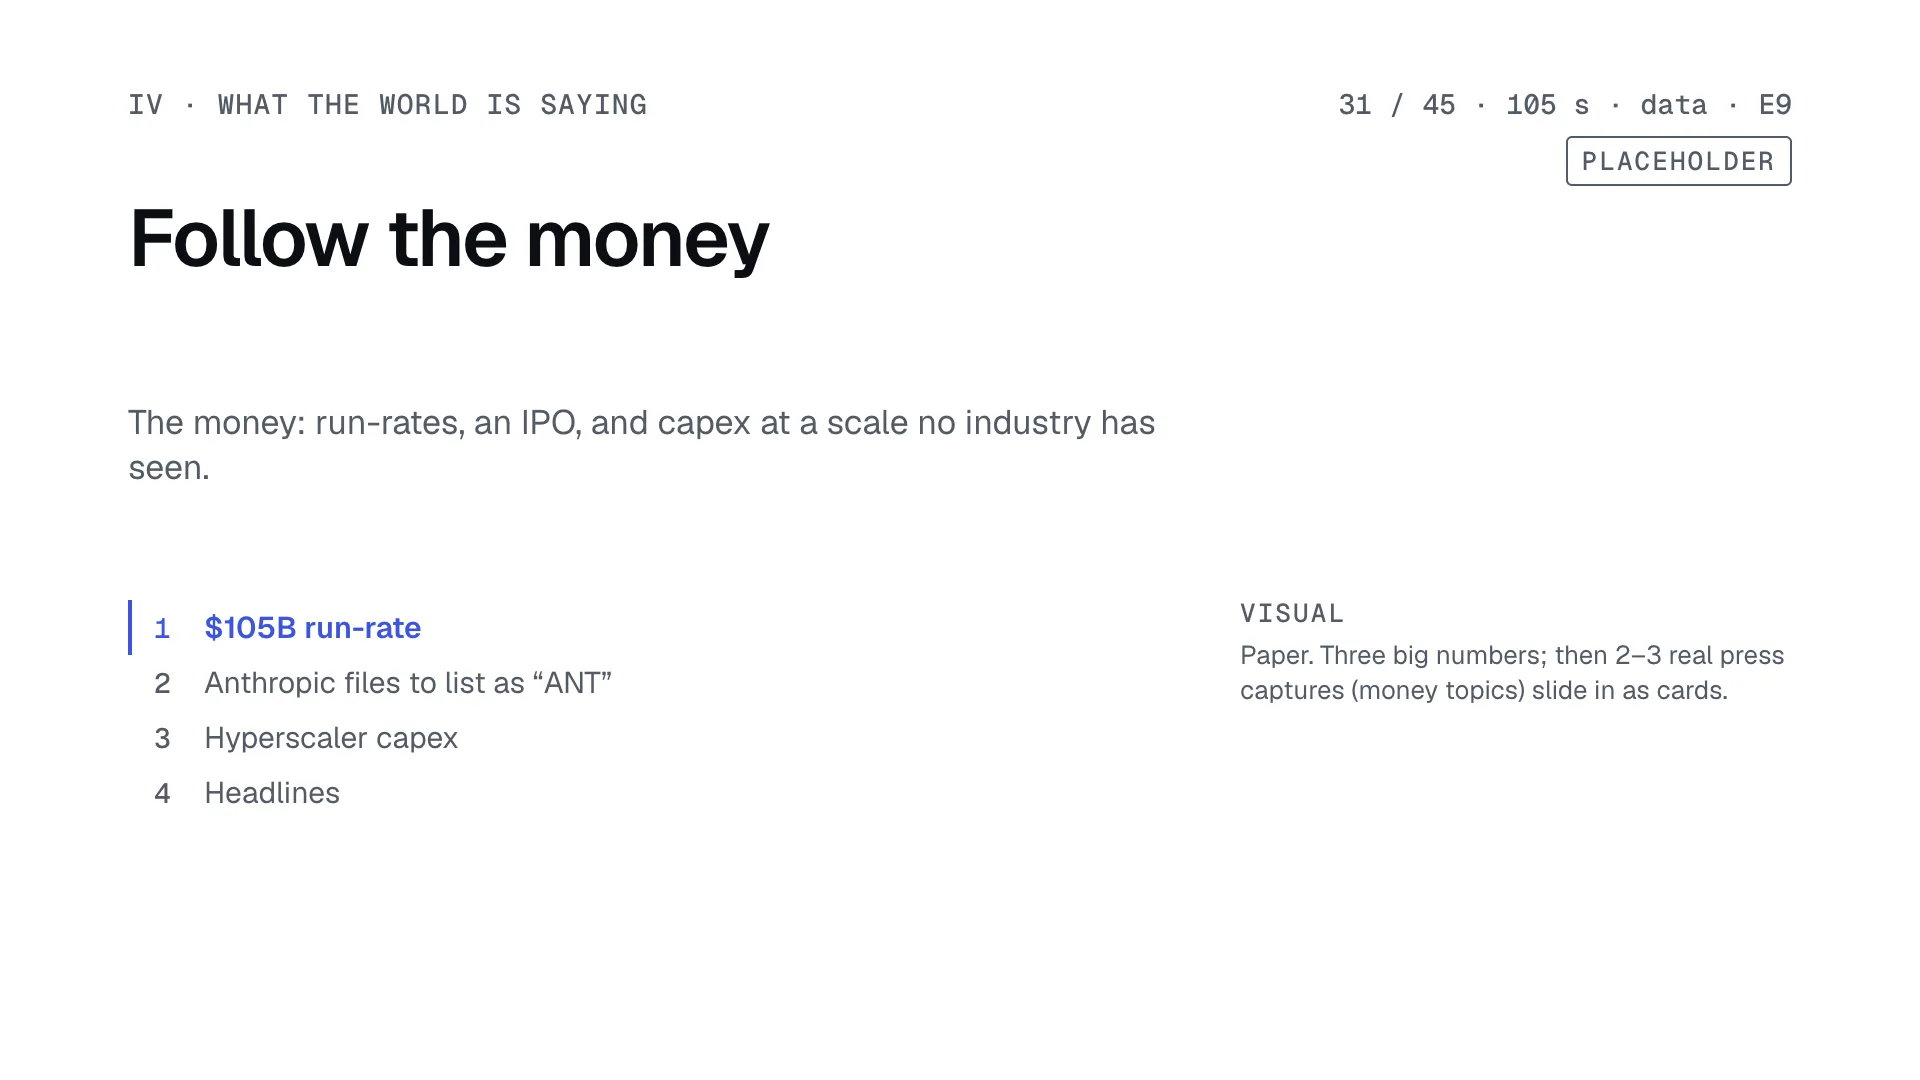 IV · WHAT THE WORLD IS SAYING
31 / 45 · 105 s · data · E9
PLACEHOLDER
Follow the money
The money: run-rates, an IPO, and capex at a scale no industry has
seen.
1 $105B run-rate
2 Anthropic files to list as “ANT”
3 Hyperscaler capex
4 Headlines
VISUAL
Paper. Three big numbers; then 2–3 real press
captures (money topics) slide in as cards.